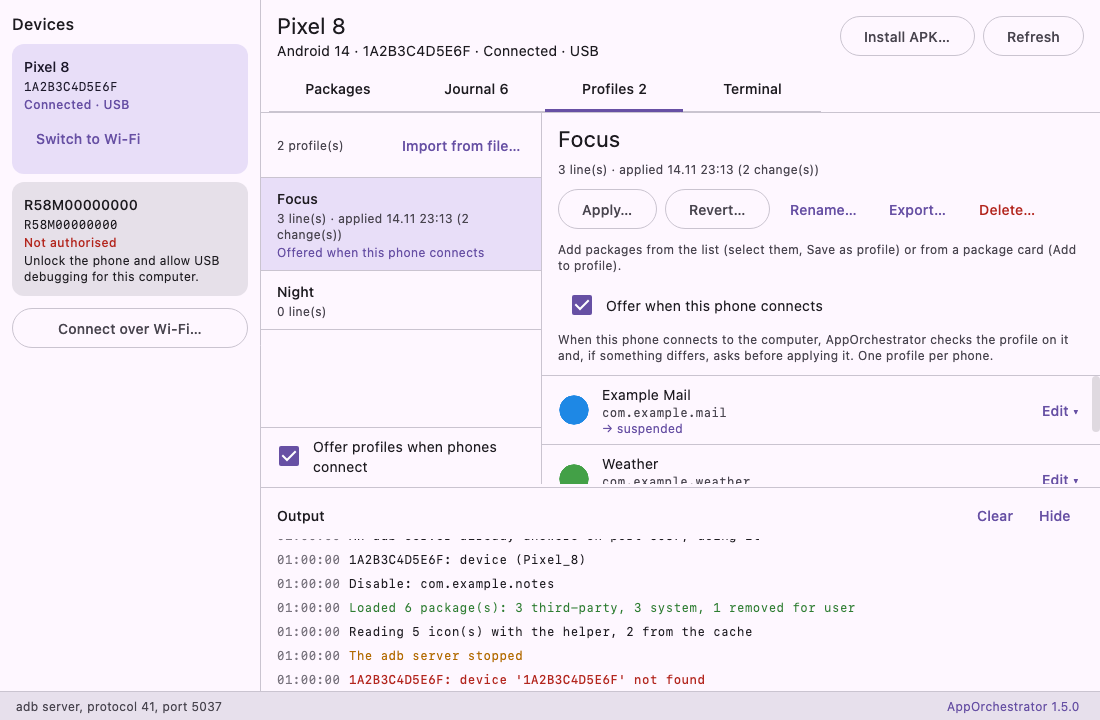 Devices
Pixel 8
1A2B3C4D5E6F
Connected · USB
Switch to Wi-Fi
R58M00000000
R58M00000000
Not authorised
Unlock the phone and allow USB
debugging for this computer.
Connect over Wi-Fi...
Pixel 8
Android 14 · 1A2B3C4D5E6F · Connected · USB
Install APK...
Refresh
Packages
Journal 6
Profiles 2
Terminal
2 profile(s)
Import from file...
Focus
3 line(s) · applied 14.11 23:13 (2
change(s))
Offered when this phone connects
Night
0 line(s)
Offer profiles when phones
connect
Focus
3 line(s) · applied 14.11 23:13 (2 change(s))
Apply...
Revert...
Rename...
Export...
Delete...
Add packages from the list (select them, Save as profile) or from a package card (Add
to profile).
Offer when this phone connects
When this phone connects to the computer, AppOrchestrator checks the profile on it
and, if something differs, asks before applying it. One profile per phone.
Example Mail
com.example.mail
→ suspended
Edit ▾
Weather
com.example.weather
Edit ▾
Output
Clear
Hide
01:00:00 1A2B3C4D5E6F: device (Pixel_8)
01:00:00 Disable: com.example.notes
01:00:00 Loaded 6 package(s): 3 third-party, 3 system, 1 removed for user
01:00:00 Reading 5 icon(s) with the helper, 2 from the cache
01:00:00 The adb server stopped
01:00:00 1A2B3C4D5E6F: device '1A2B3C4D5E6F' not found
adb server, protocol 41, port 5037
AppOrchestrator 1.5.0